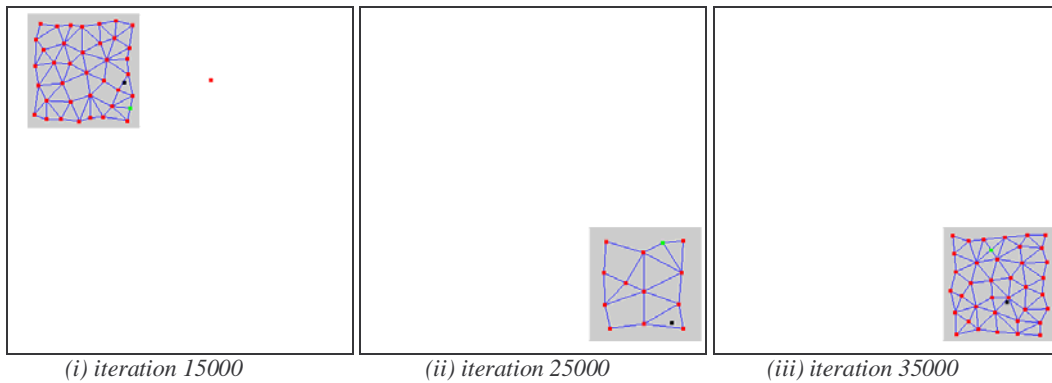 (i) iteration 15000
(ii) iteration 25000
(iii) iteration 35000